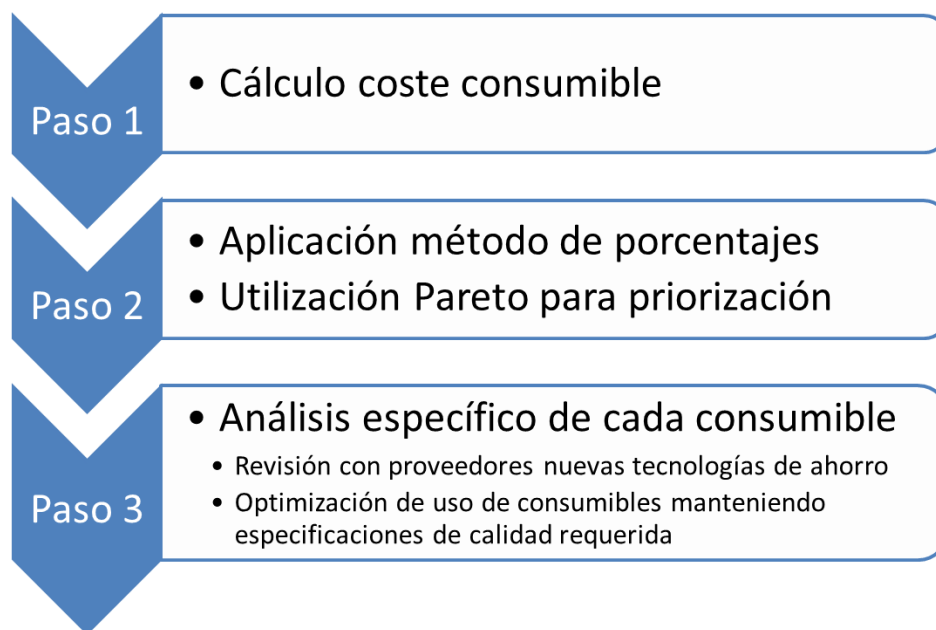 Paso 1
• Cálculo coste consumible
Paso 2
• Aplicación método de porcentajes
• Utilización Pareto para priorización
Paso 3
• Análisis específico de cada consumible
• Revisión con proveedores nuevas tecnologías de ahorro
• Optimización de uso de consumibles manteniendo
especificaciones de calidad requerida